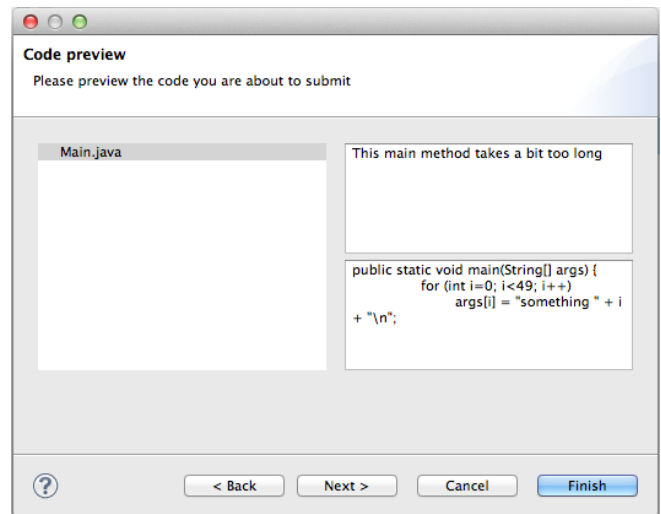 Code preview
Please preview the code you are about to submit
Main.java
This main method takes a bit too long
public static void main(String[] args) {
for (int i=0; i<49; i++)
args[i] = "something " + i
+ "\n";
?
< Back
Next >
Cancel
Finish